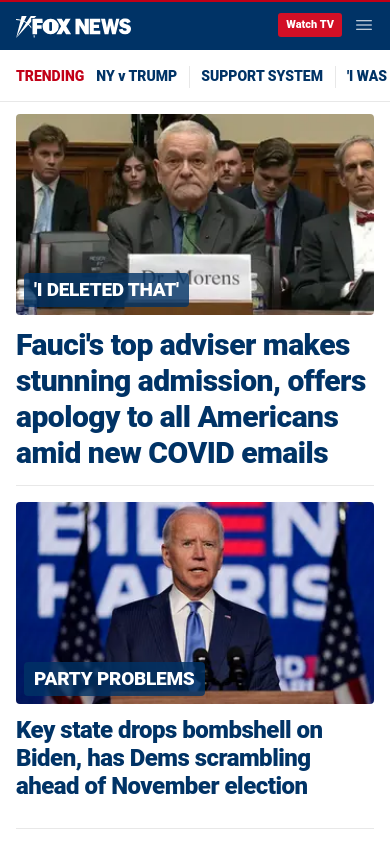 FOX NEWS
Watch TV
TRENDING NY v TRUMP SUPPORT SYSTEM 'I WAS
Dr. Morens
'I DELETED THAT'
Fauci's top adviser makes
stunning admission, offers
apology to all Americans
amid new COVID emails
BIDEN
HARRIS
PARTY PROBLEMS
Key state drops bombshell on
Biden, has Dems scrambling
ahead of November election